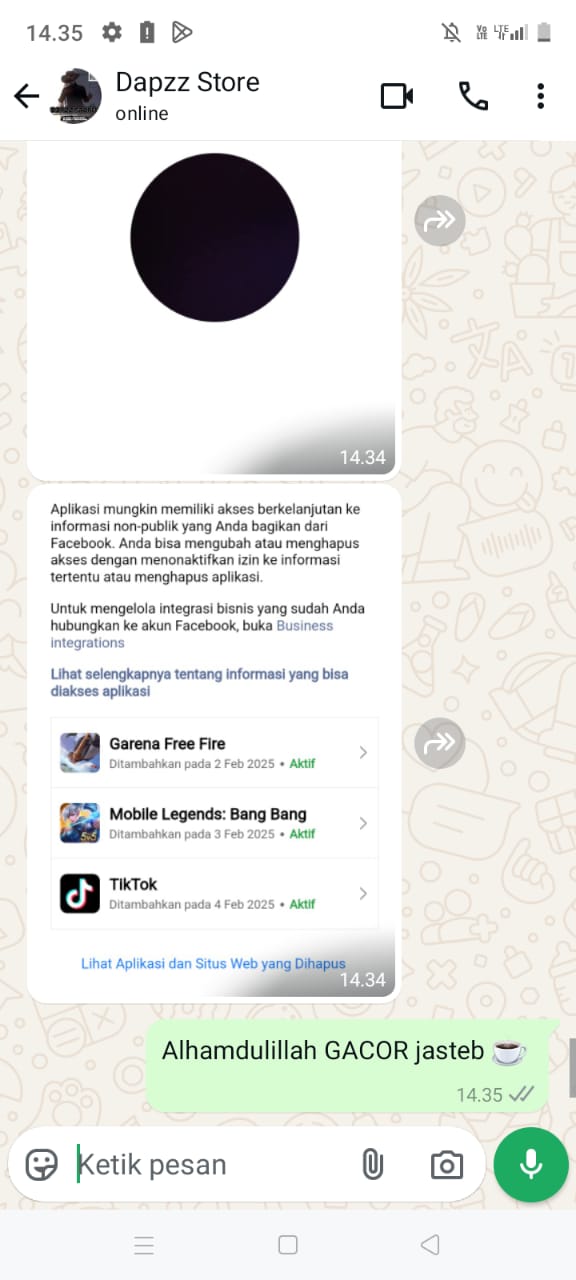 14.35
Vo LTE LTE
Dapzz Store
online
14.34
Aplikasi mungkin memiliki akses berkelanjutan ke
informasi non-publik yang Anda bagikan dari
Facebook. Anda bisa mengubah atau menghapus
akses dengan menonaktifkan izin ke informasi
tertentu atau menghapus aplikasi.
Untuk mengelola integrasi bisnis yang sudah Anda
hubungkan ke akun Facebook, buka Business
integrations
Lihat selengkapnya tentang informasi yang bisa
diakses aplikasi
Garena Free Fire
Ditambahkan pada 2 Feb 2025 • Aktif
Mobile Legends: Bang Bang
Ditambahkan pada 3 Feb 2025 • Aktif
TikTok
Ditambahkan pada 4 Feb 2025 • Aktif
Lihat Aplikasi dan Situs Web yang Dihapus
14.34
Alhamdulillah GACOR jasteb ☕
14.35
Ketik pesan